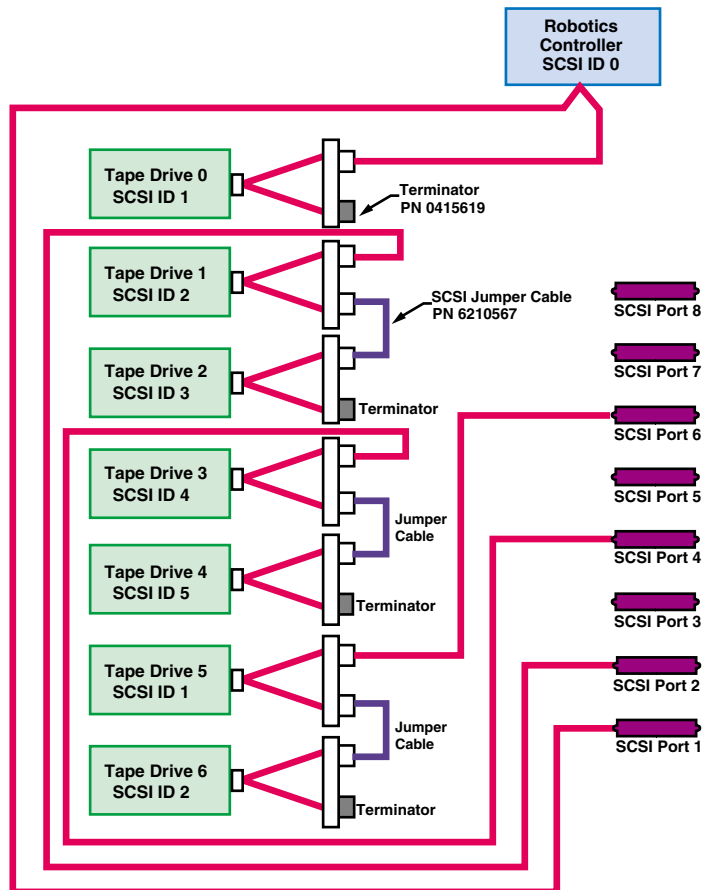 Robotics
Controller
SCSI ID 0
Tape Drive 0
SCSI ID 1
Terminator
PN 0415619
Tape Drive 1
SCSI ID 2
SCSI Jumper Cable
PN 6210567
SCSI Port 8
Tape Drive 2
SCSI ID 3
Terminator
SCSI Port 7
SCSI Port 6
Tape Drive 3
SCSI ID 4
Jumper
Cable
SCSI Port 5
Tape Drive 4
SCSI ID 5
Terminator
SCSI Port 4
SCSI Port 3
Tape Drive 5
SCSI ID 1
Jumper
Cable
SCSI Port 2
SCSI Port 1
Tape Drive 6
SCSI ID 2
Terminator